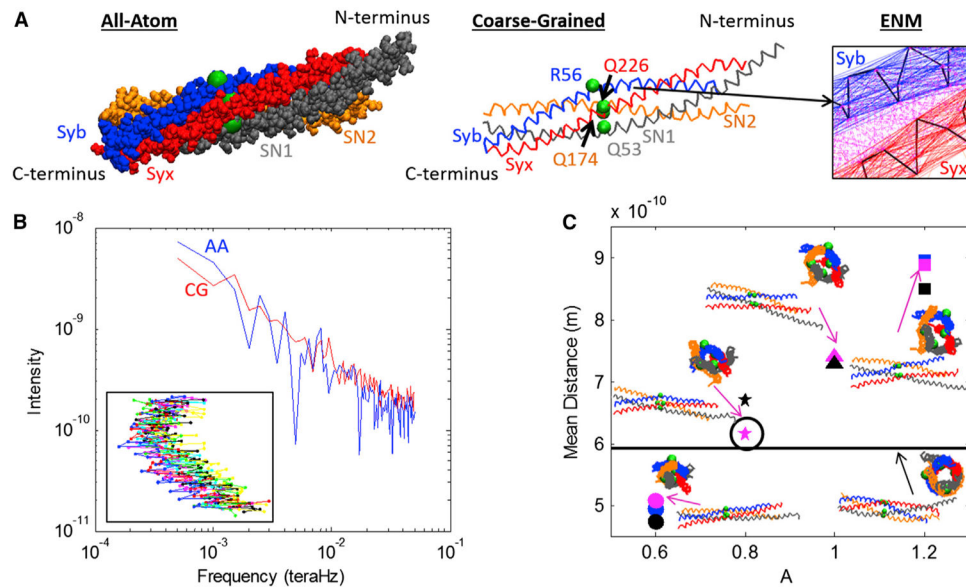 A
All-Atom
N-terminus
Syb
SN2
SN1
Syx
C-terminus
Coarse-Grained
N-terminus
Q226
R56
SN2
Syb
SN1
Syx
Q174
Q53
C-terminus
ENM
Syb
Syx
B
10⁻⁸
AA
CG
10⁻⁹
10⁻¹⁰
10⁻¹¹
Intensity
10⁻⁴
10⁻³
10⁻²
10⁻¹
Frequency (teraHz)
C
x 10⁻¹⁰
9
8
7
6
5
Mean Distance (m)
0.6
0.8
1
1.2
A